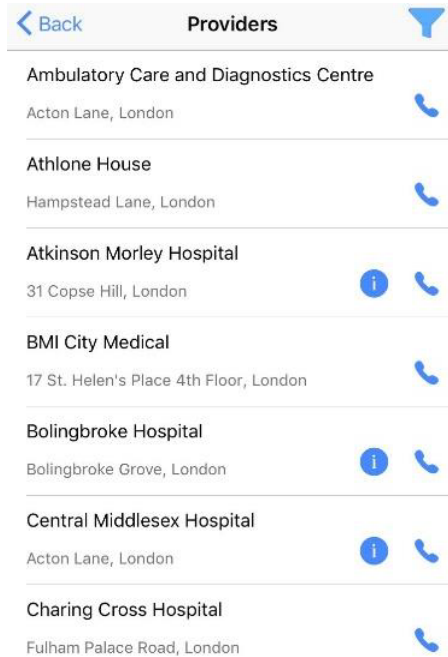 Back
Providers
Ambulatory Care and Diagnostics Centre
Acton Lane, London
Athlone House
Hampstead Lane, London
Atkinson Morley Hospital
31 Copse Hill, London
i
BMI City Medical
17 St. Helen's Place 4th Floor, London
Bolingbroke Hospital
Bolingbroke Grove, London
i
Central Middlesex Hospital
Acton Lane, London
i
Charing Cross Hospital
Fulham Palace Road, London